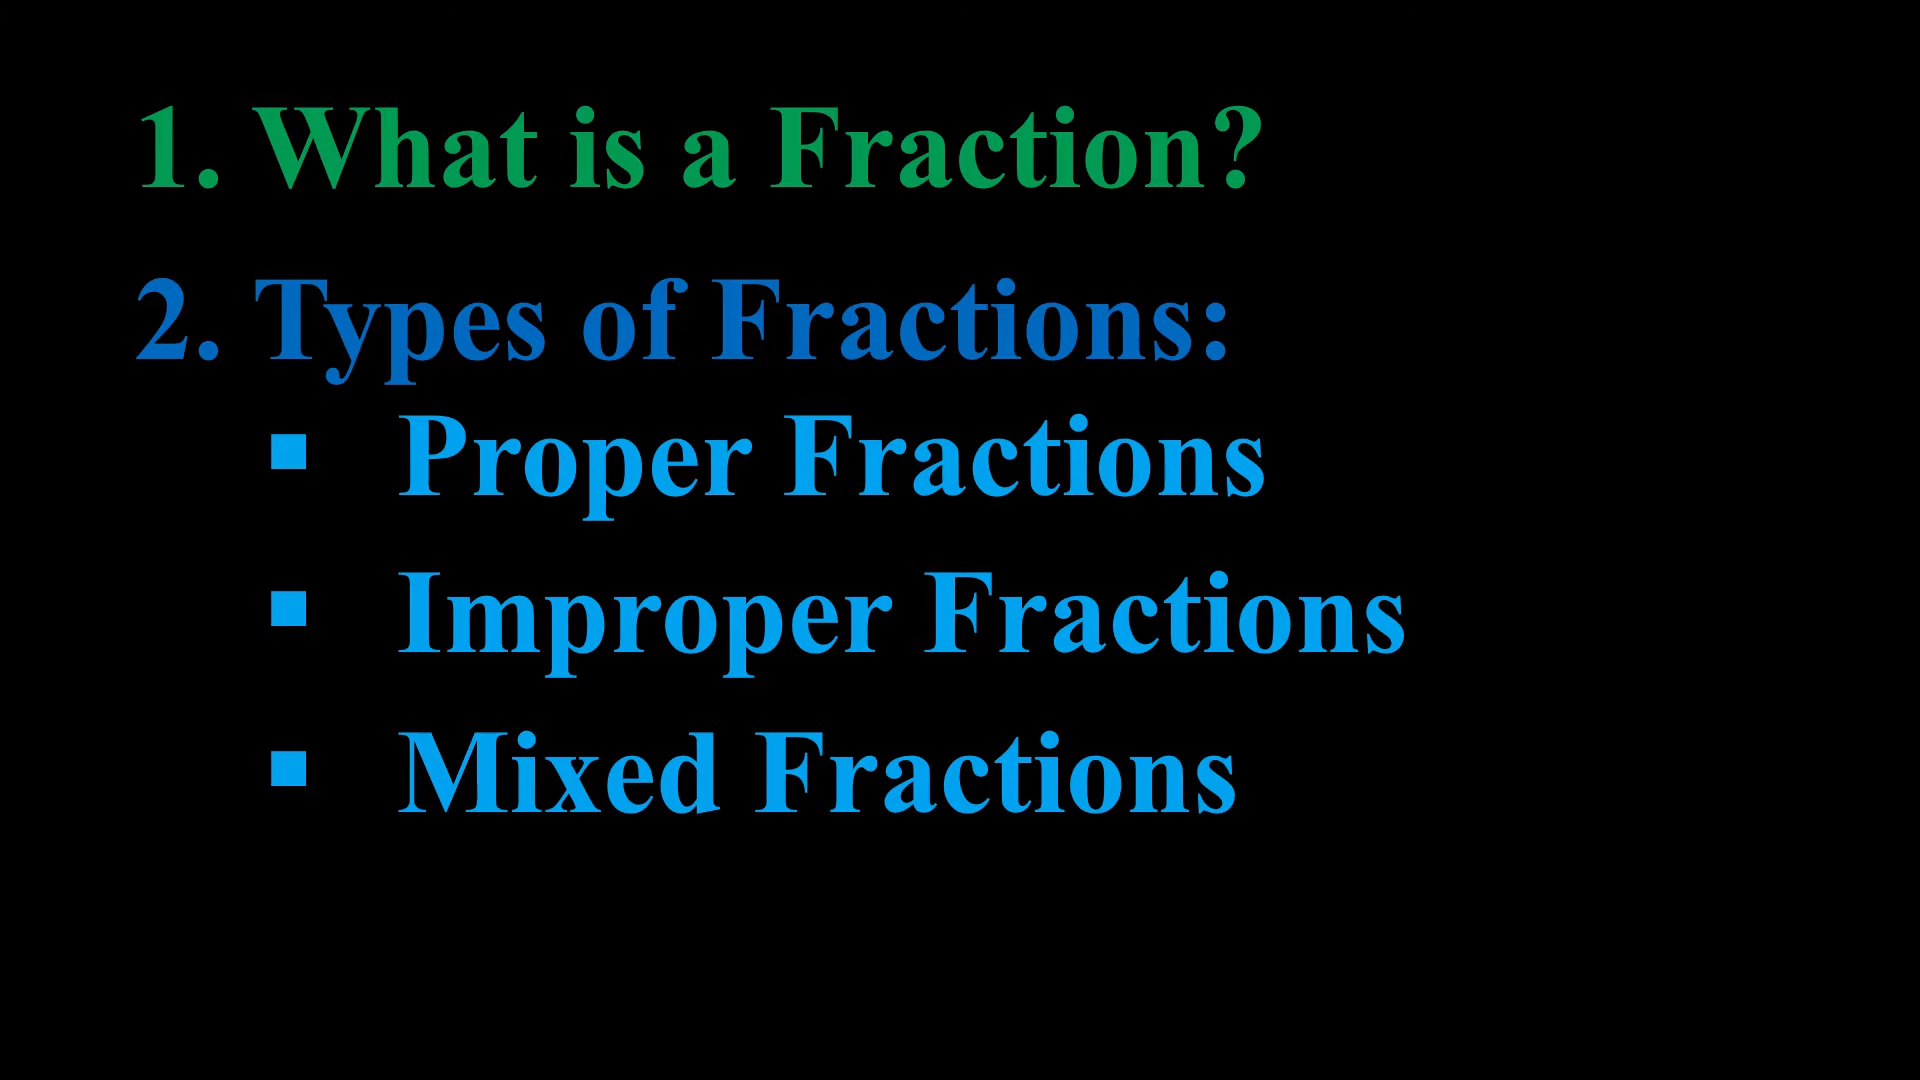 1. What is a Fraction?
2. Types of Fractions:
▪ Proper Fractions
▪ Improper Fractions
▪ Mixed Fractions